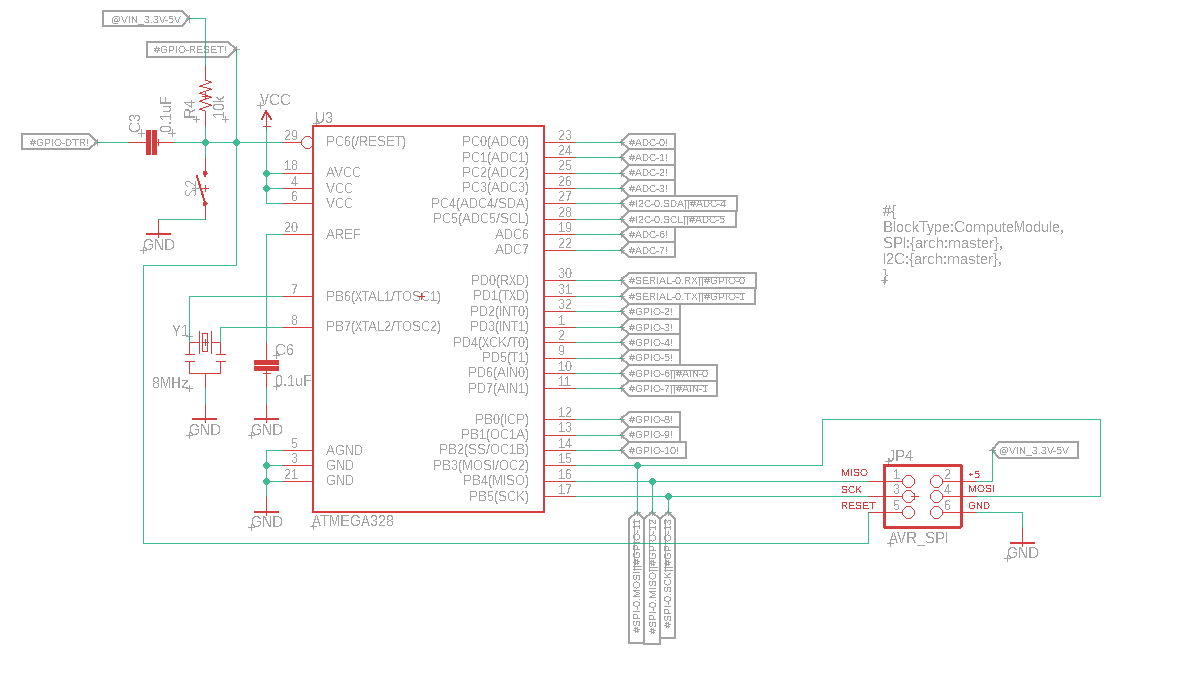 @VIN_3.3V-5V
#GPIO-RESET!
#GPIO-DTR!
C3
0.1uF
R4
10k
VCC
S2
GND
U3
29 PC6(/RESET)
18 AVCC
4 VCC
6 VCC
20 AREF
7 PB6(XTAL1/TOSC1)
8 PB7(XTAL2/TOSC2)
5 AGND
3 GND
21 GND
Y1
8MHz
C6
0.1uF
GND
GND
GND
ATMEGA328
PC0(ADC0) 23 #ADC-0!
PC1(ADC1) 24 #ADC-1!
PC2(ADC2) 25 #ADC-2!
PC3(ADC3) 26 #ADC-3!
PC4(ADC4/SDA) 27 #I2C-0.SDA||#ADC-4
PC5(ADC5/SCL) 28 #I2C-0.SCL||#ADC-5
ADC6 19 #ADC-6!
ADC7 22 #ADC-7!
PD0(RXD) 30 #SERIAL-0.RX||#GPIO-0
PD1(TXD) 31 #SERIAL-0.TX||#GPIO-1
PD2(INT0) 32 #GPIO-2!
PD3(INT1) 1 #GPIO-3!
PD4(XCK/T0) 2 #GPIO-4!
PD5(T1) 9 #GPIO-5!
PD6(AIN0) 10 #GPIO-6||#AIN-0
PD7(AIN1) 11 #GPIO-7||#AIN-1
PB0(ICP) 12 #GPIO-8!
PB1(OC1A) 13 #GPIO-9!
PB2(SS/OC1B) 14 #GPIO-10!
PB3(MOSI/OC2) 15
PB4(MISO) 16
PB5(SCK) 17
#SPI-0.MOSI||#GPIO-11
#SPI-0.MISO||#GPIO-12
#SPI-0.SCK||#GPIO-13
#{
BlockType:ComputeModule,
SPI:{arch:master},
I2C:{arch:master},
}
@VIN_3.3V-5V
JP4
MISO 1 2 +5
SCK 3 4 MOSI
RESET 5 6 GND
AVR_SPI
GND